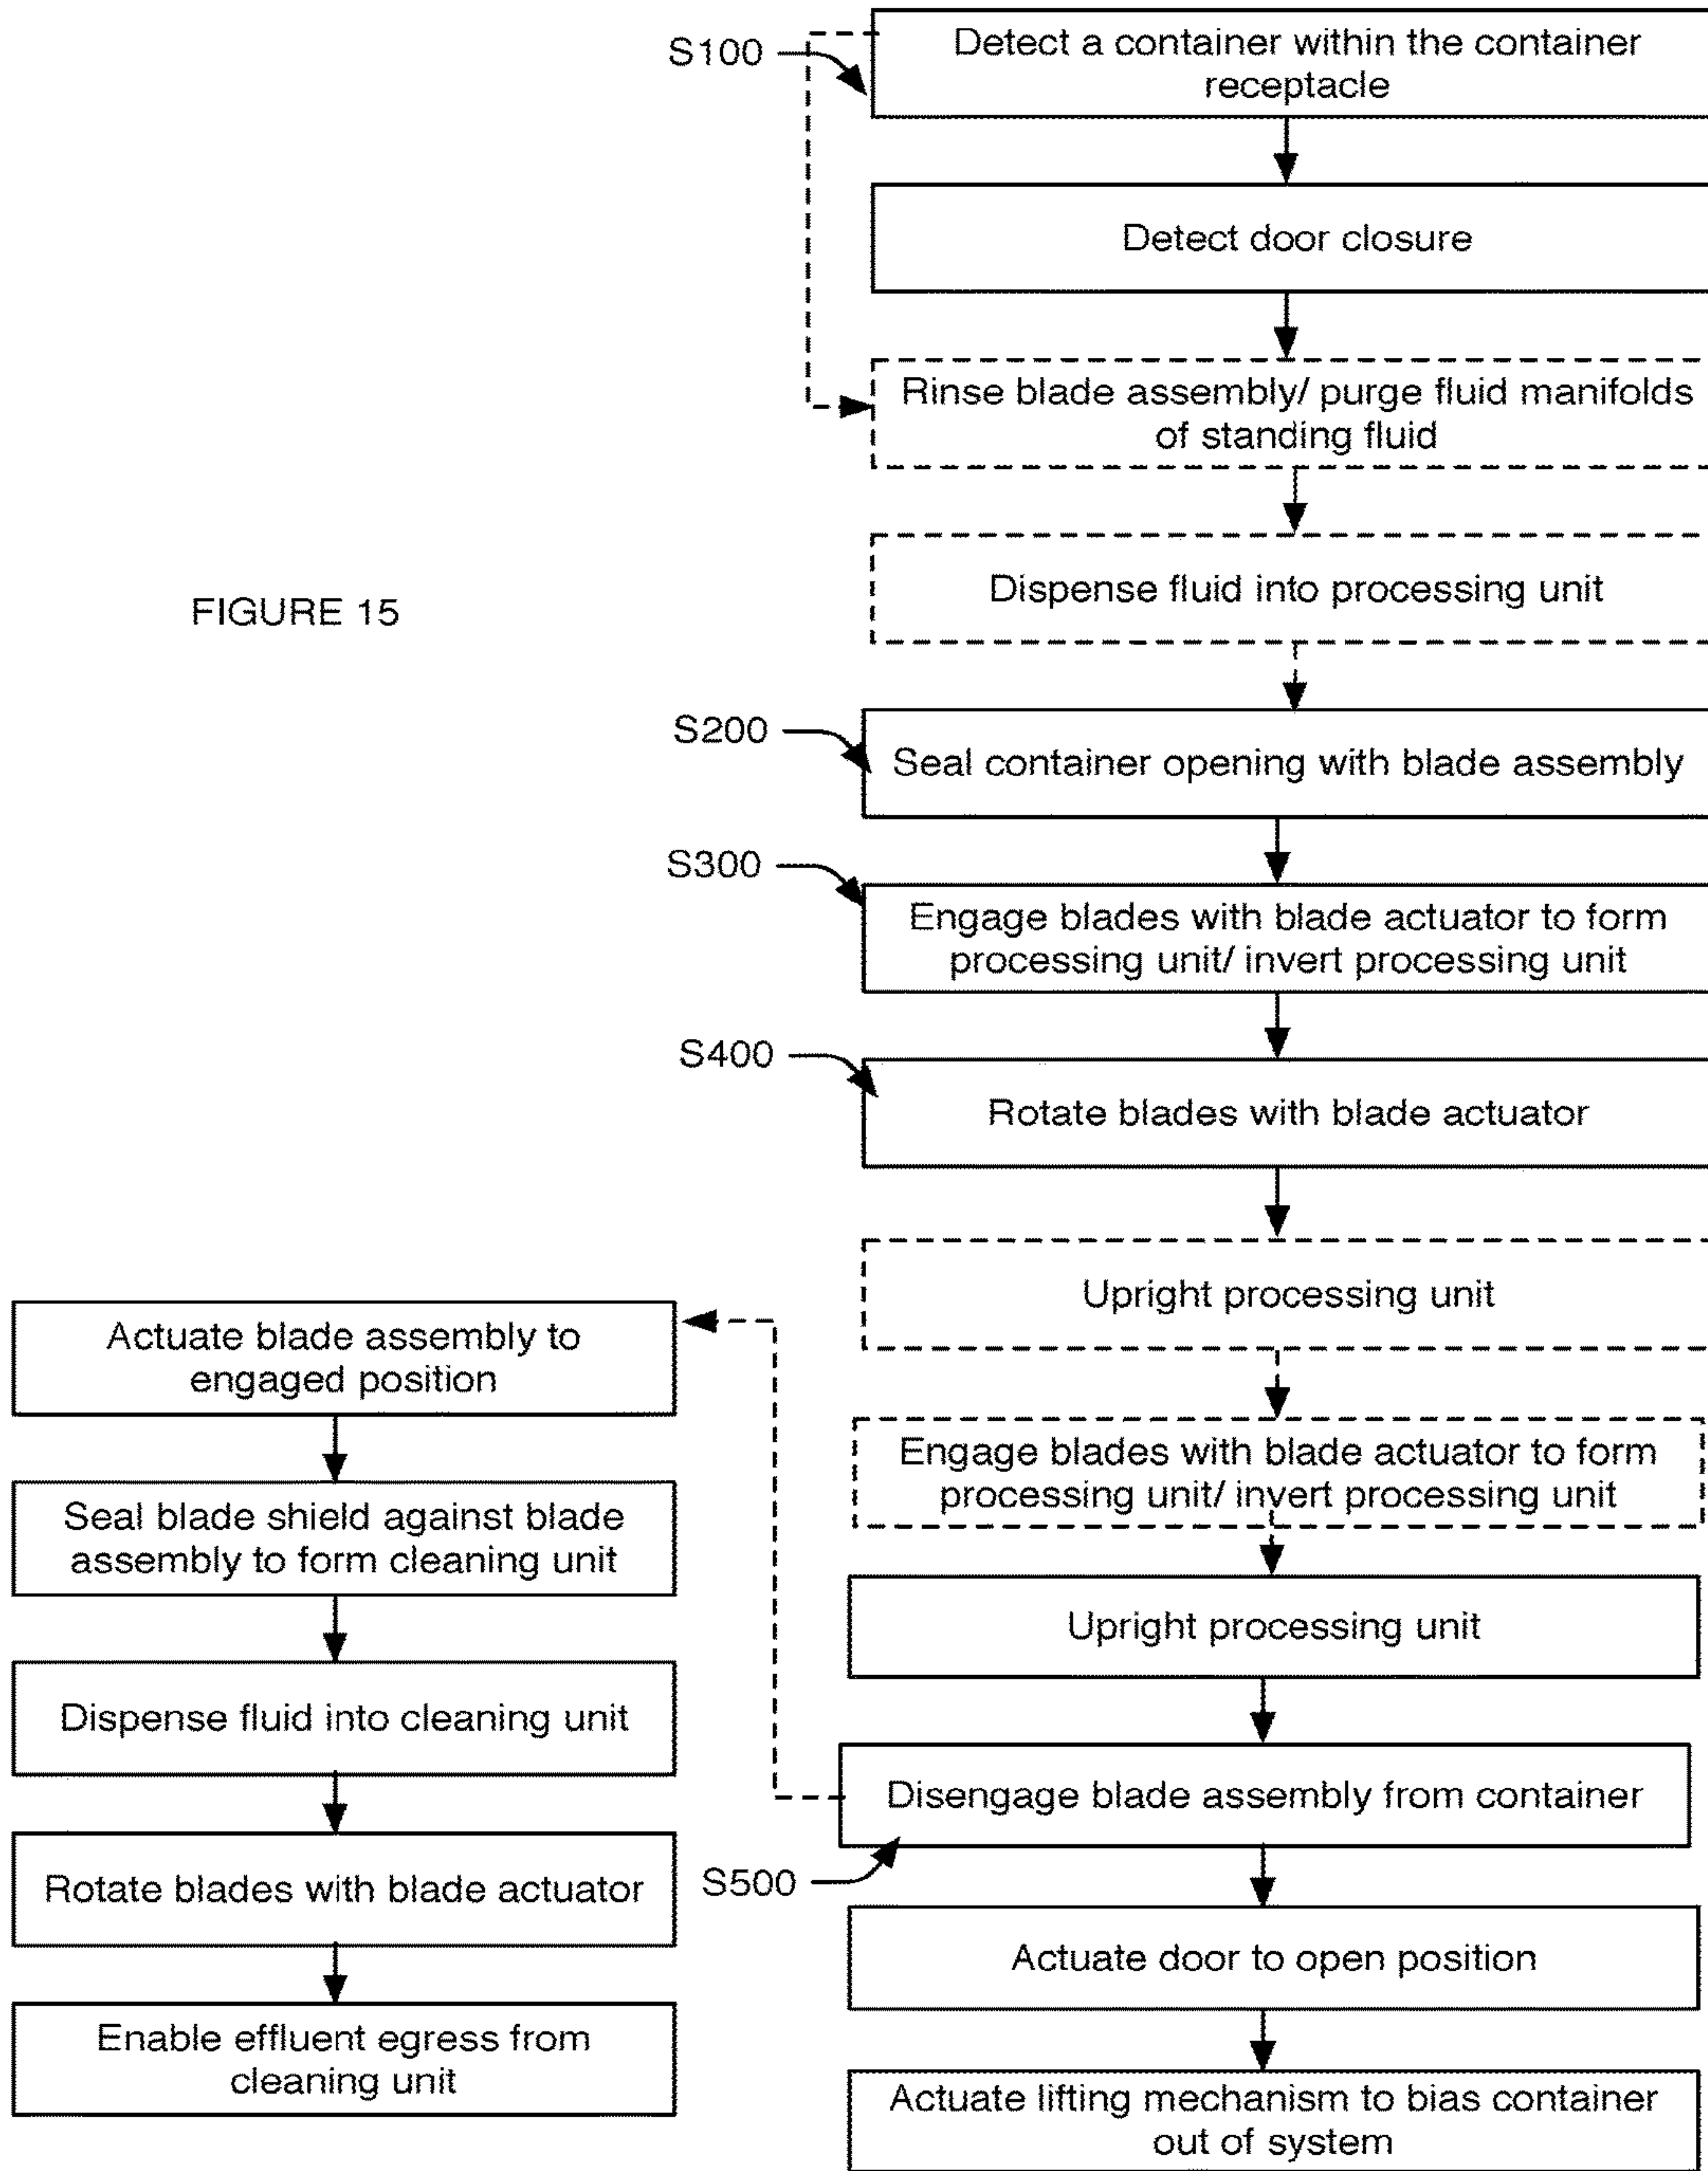 S100
Detect a container within the container
receptacle
Detect door closure
Rinse blade assembly/ purge fluid manifolds
of standing fluid
Dispense fluid into processing unit
FIGURE 15
S200
Seal container opening with blade assembly
S300
Engage blades with blade actuator to form
processing unit/ invert processing unit
S400
Rotate blades with blade actuator
Upright processing unit
Engage blades with blade actuator to form
processing unit/ invert processing unit
Upright processing unit
Disengage blade assembly from container
S500
Actuate door to open position
Actuate lifting mechanism to bias container
out of system
Actuate blade assembly to
engaged position
Seal blade shield against blade
assembly to form cleaning unit
Dispense fluid into cleaning unit
Rotate blades with blade actuator
Enable effluent egress from
cleaning unit